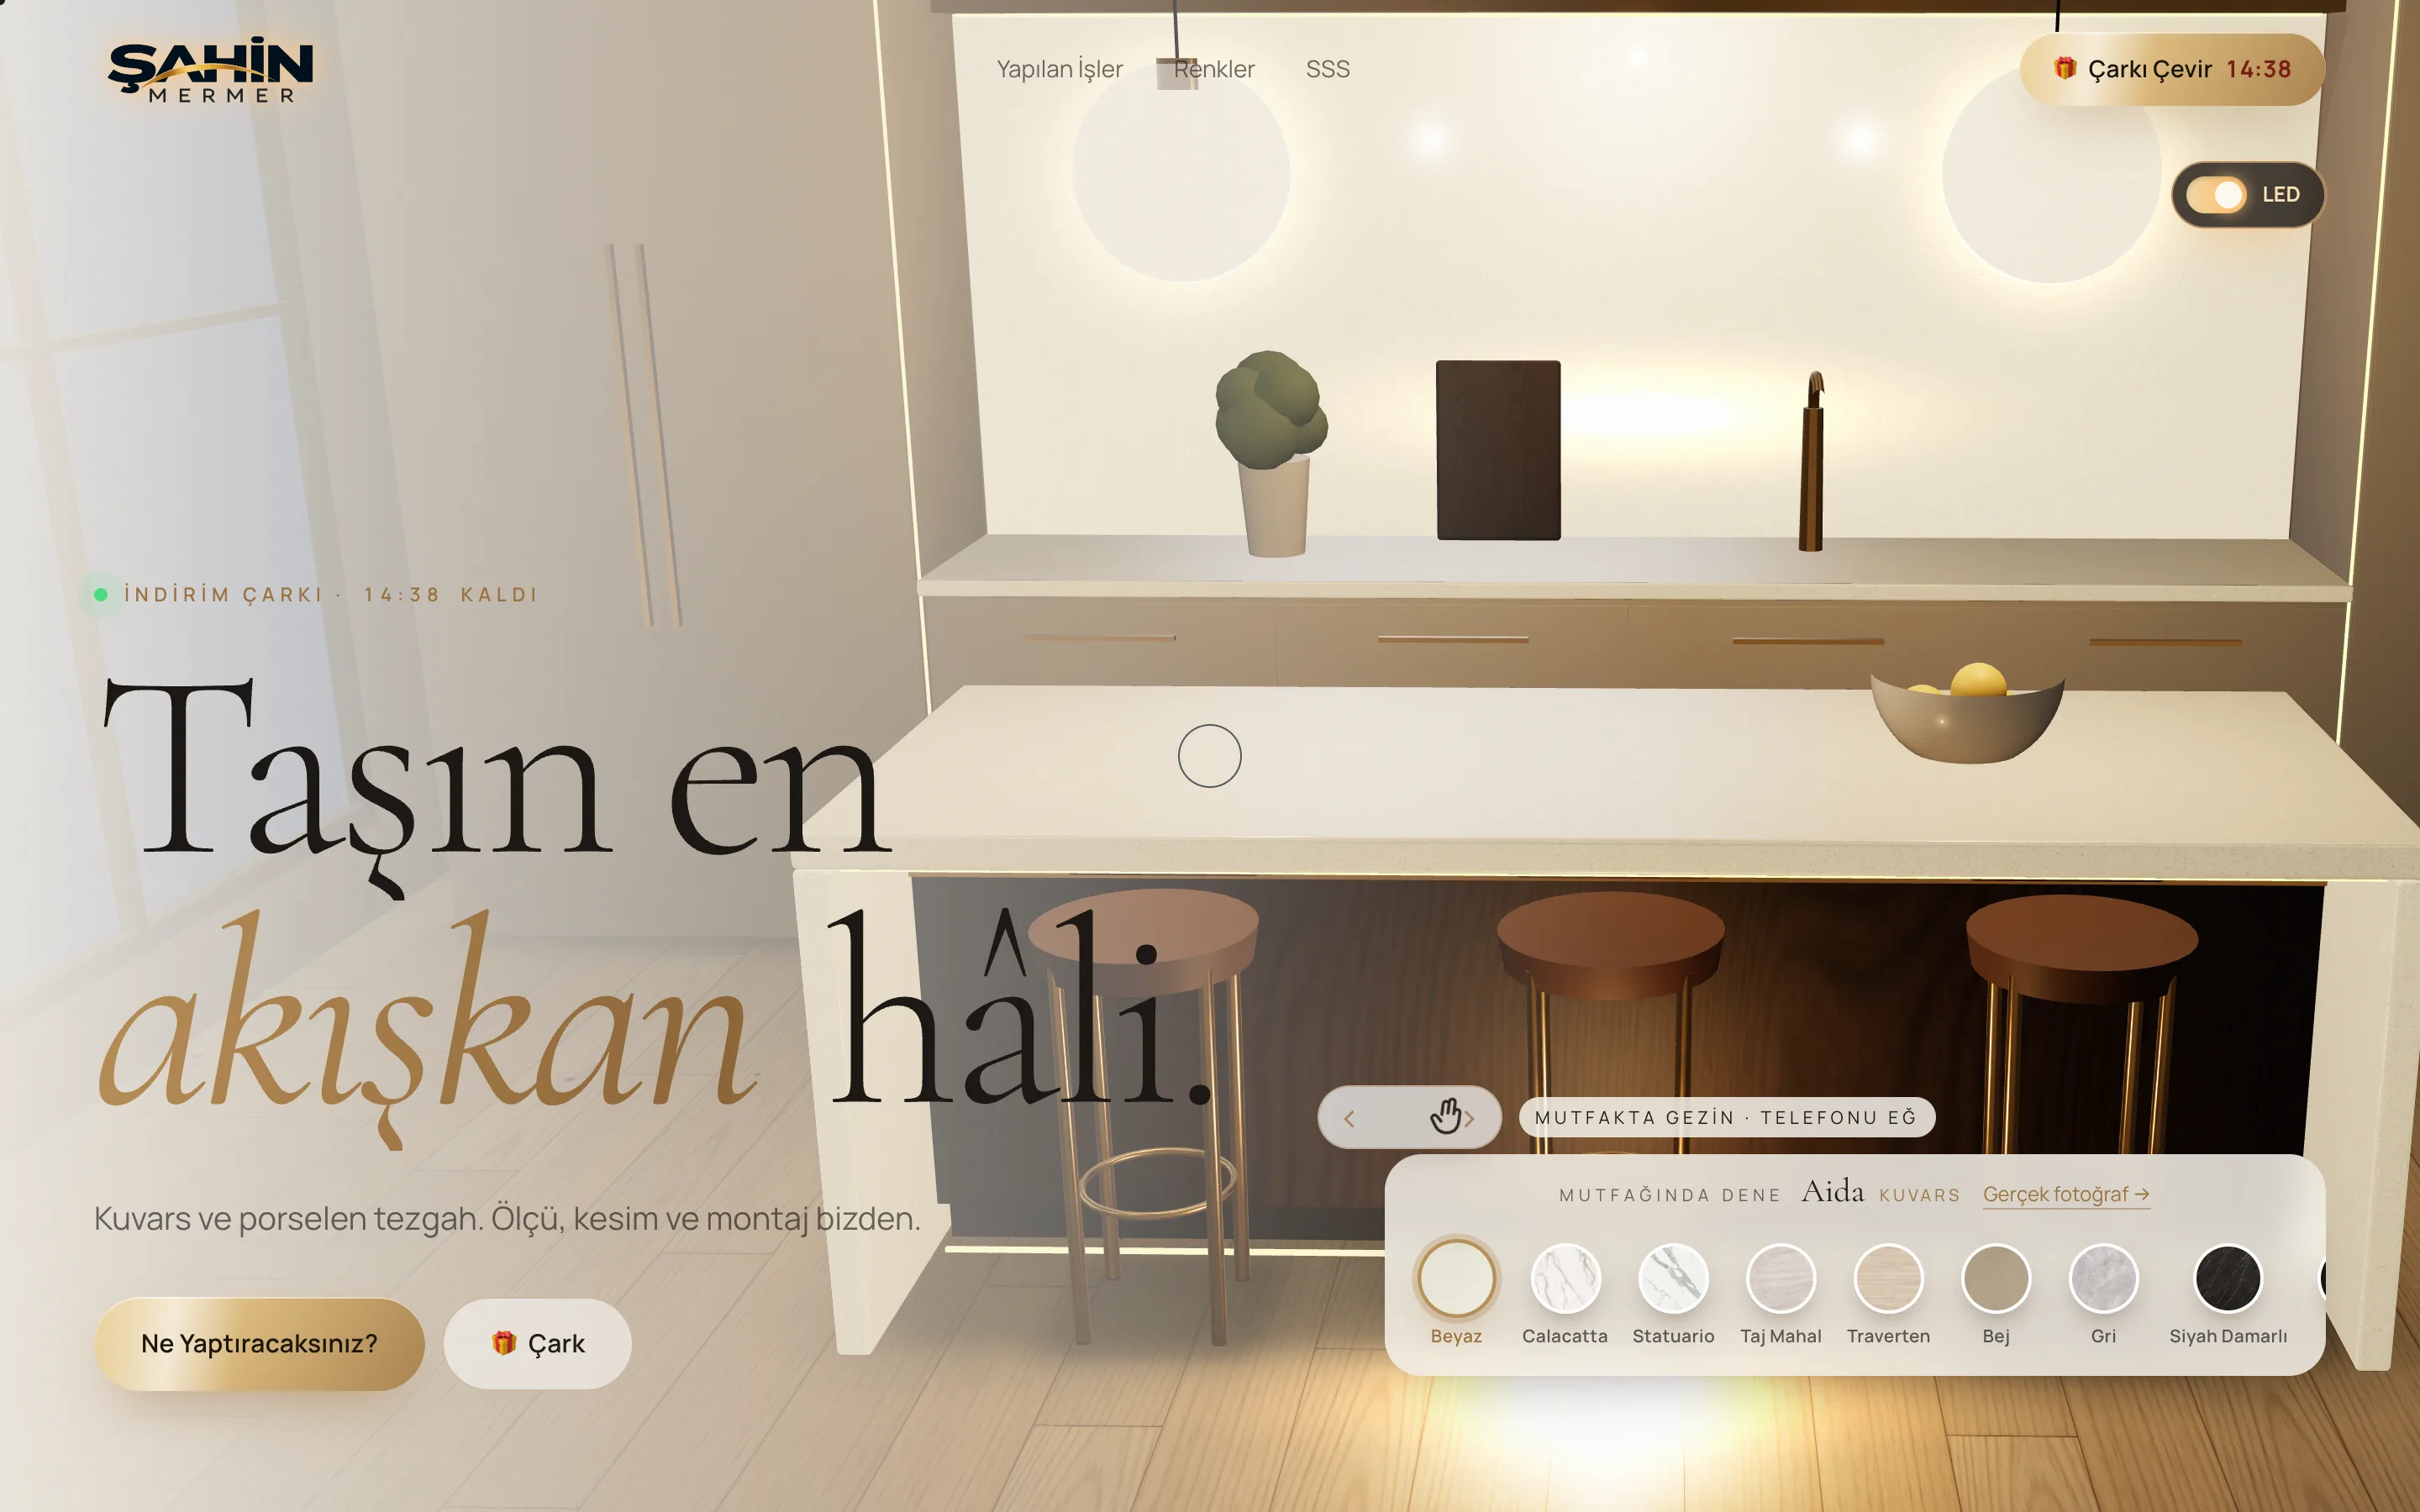 ŞAHİN
MERMER
Yapılan İşler Renkler SSS
🎁 Çarkı Çevir 14:38
LED
İNDİRİM ÇARKI · 14:38 KALDI
Taşın en
akışkan hâli.
Kuvars ve porselen tezgah. Ölçü, kesim ve montaj bizden.
Ne Yaptıracaksınız?
🎁 Çark
MUTFAKTA GEZİN · TELEFONU EĞ
MUTFAĞINDA DENE Aida KUVARS Gerçek fotoğraf →
Beyaz Calacatta Statuario Taj Mahal Traverten Bej Gri Siyah Damarlı